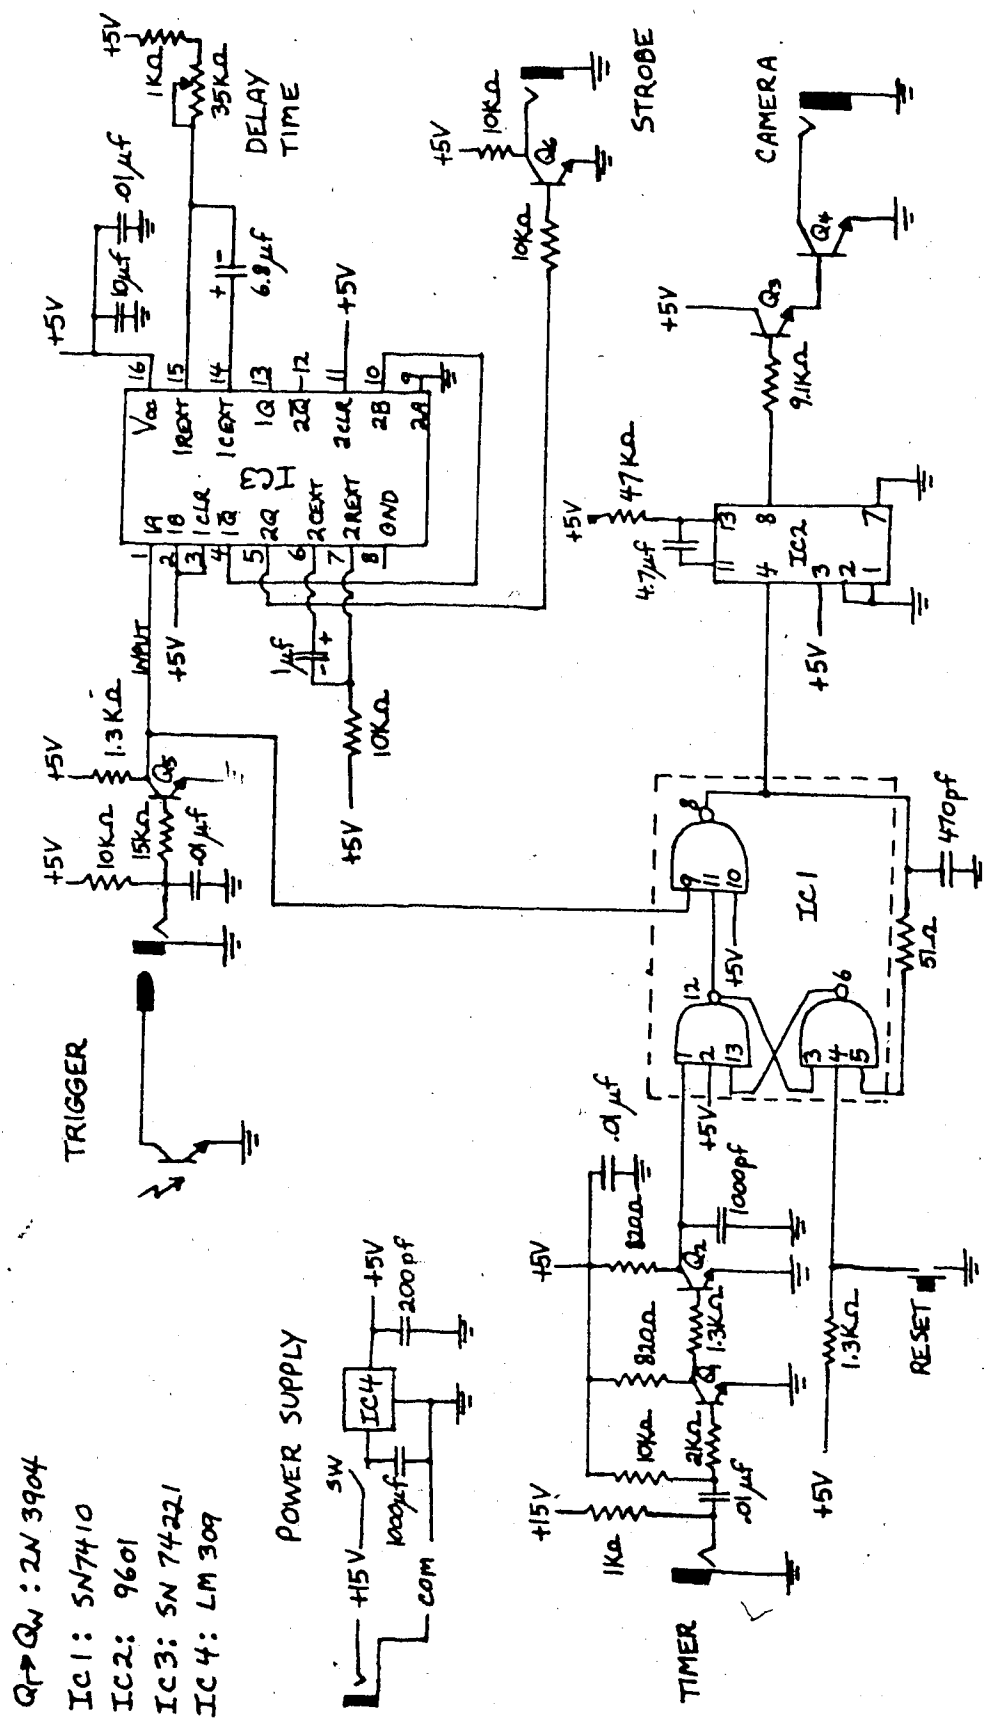 Q1→QN : 2N 3904
IC1: SN7410
IC2: 9601
IC3: SN 74221
IC4: LM 309
POWER SUPPLY
+15V
SW
COM
1000µf
IC4
+5V
200pf
TRIGGER
+5V
10KΩ
15KΩ
.01µf
+5V
1.3KΩ
Q5
INPUT
+5V
1 1A
2 1B
3 1CLR
4 1Q̅
5 2Q
6 2CEXT
7 2REXT
8 GND
IC3
VCC 16
1REXT 15
1CEXT 14
1Q 13
2Q̅ 12
2CLR 11
2B 10
2A 9
1µf
- +
+5V
10KΩ
+5V
10µf
.01µf
+ -
6.8µf
+5V
+5V
1KΩ
35KΩ
DELAY
TIME
10KΩ
+5V
10KΩ
Q6
STROBE
TIMER
+15V
1KΩ
.01µf
10KΩ
2KΩ
820Ω
Q1
1.3KΩ
+5V
820Ω
Q2
.01µf
1000pf
+5V
1.3KΩ
RESET
+5V
1
2
13
12
3
4
5
6
+5V
9
11
10
8
IC1
51Ω
470pf
+5V
47KΩ
4.7µf
11
13
4
8
IC2
3
2
1
7
+5V
9.1KΩ
+5V
Q3
Q4
CAMERA